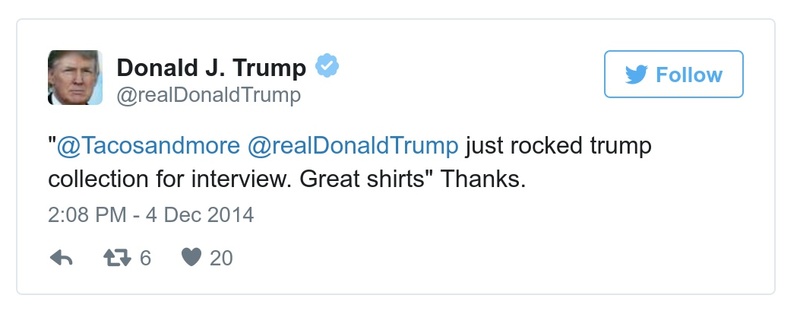 Donald J. Trump
@realDonaldTrump
Follow
"@Tacosandmore @realDonaldTrump just rocked trump
collection for interview. Great shirts" Thanks.
2:08 PM - 4 Dec 2014
6 20